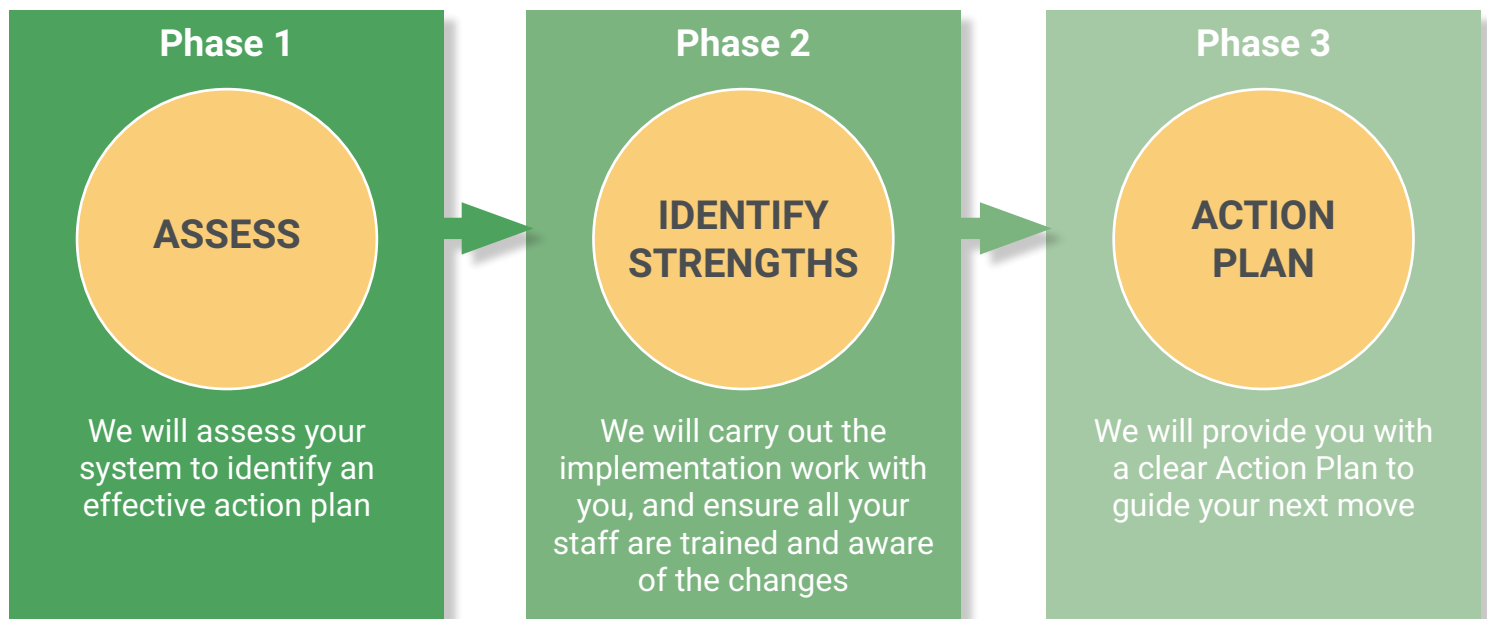 Phase 1
ASSESS
We will assess your
system to identify an
effective action plan
Phase 2
IDENTIFY
STRENGTHS
We will carry out the
implementation work with
you, and ensure all your
staff are trained and aware
of the changes
Phase 3
ACTION
PLAN
We will provide you with
a clear Action Plan to
guide your next move